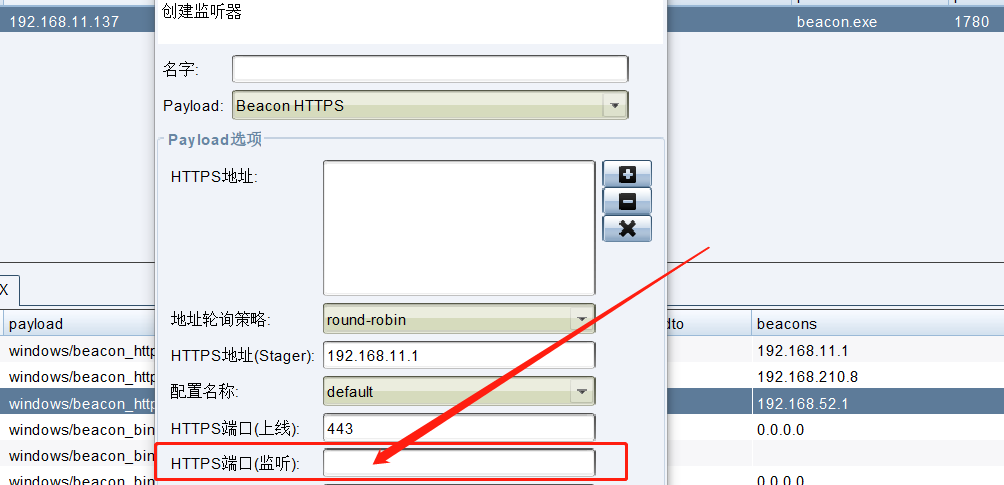 创建监听器
192.168.11.137 beacon.exe 1780
名字:
Payload: Beacon HTTPS
Payload选项
HTTPS地址:
X
地址轮询策略: round-robin
payload dto beacons
windows/beacon_http HTTPS地址(Stager): 192.168.11.1 192.168.11.1
windows/beacon_http 192.168.210.8
配置名称: default
windows/beacon_http 192.168.52.1
windows/beacon_bin HTTPS端口(上线): 443 0.0.0.0
windows/beacon_bin HTTPS端口(监听):
windows/beacon_bin 0.0.0.0